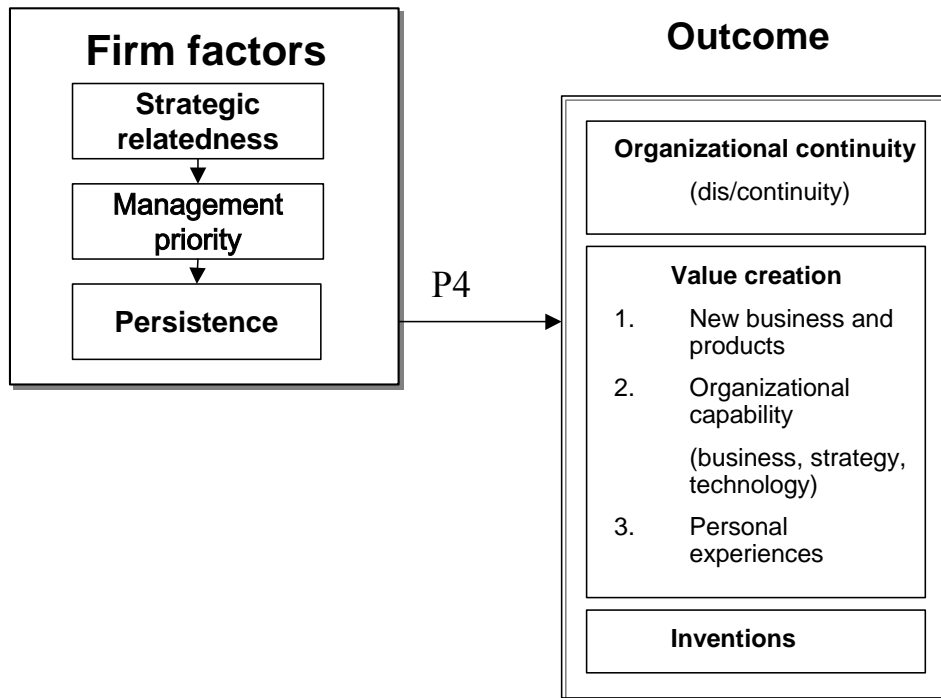 Firm factors
Strategic
relatedness
Management
priority
Persistence
P4
Outcome
Organizational continuity
(dis/continuity)
Value creation
1. New business and
products
2. Organizational
capability
(business, strategy,
technology)
3. Personal
experiences
Inventions